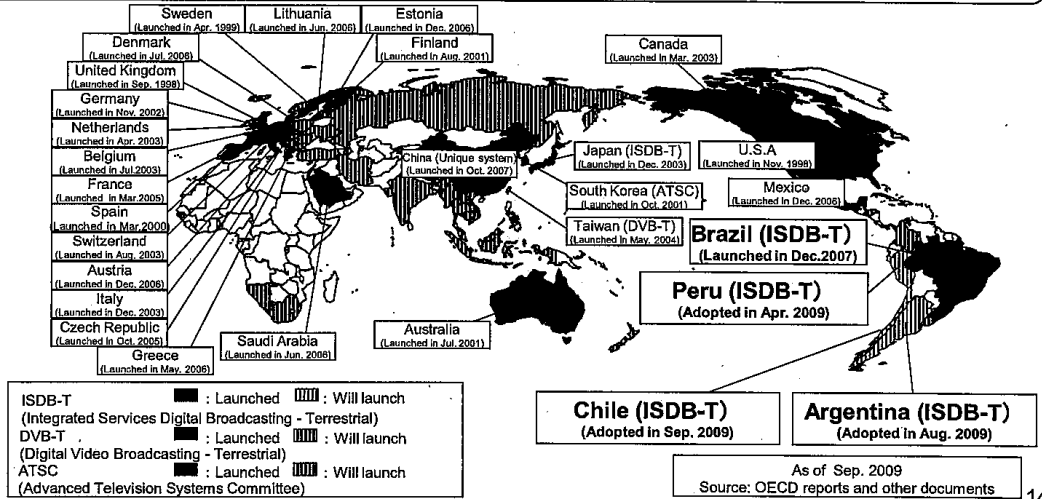 Sweden
(Launched in Apr. 1999)
Lithuania
(Launched in Jun. 2006)
Estonia
(Launched in Dec. 2006)
Denmark
(Launched in Jul. 2006)
Finland
(Launched in Aug. 2001)
Canada
(Launched in Mar. 2003)
United Kingdom
(Launched in Sep. 1998)
Germany
(Launched in Nov. 2002)
Netherlands
(Launched in Apr. 2003)
Belgium
(Launched in Jul.2003)
France
(Launched in Mar.2005)
Spain
(Launched in Mar.2000)
Switzerland
(Launched in Aug. 2003)
Austria
(Launched in Dec. 2006)
Italy
(Launched in Dec. 2003)
Czech Republic
(Launched in Oct. 2005)
Greece
(Launched in May. 2006)
Saudi Arabia
(Launched in Jun. 2006)
China (Unique system)
(Launched in Oct. 2007)
Japan (ISDB-T)
(Launched in Dec. 2003)
South Korea (ATSC)
(Launched in Oct. 2001)
Taiwan (DVB-T)
(Launched in May. 2004)
Australia
(Launched in Jul. 2001)
U.S.A
(Launched in Nov. 1998)
Mexico
(Launched in Dec. 2006)
Brazil (ISDB-T)
(Launched in Dec.2007)
Peru (ISDB-T)
(Adopted in Apr. 2009)
Chile (ISDB-T)
(Adopted in Sep. 2009)
Argentina (ISDB-T)
(Adopted in Aug. 2009)
ISDB-T : Launched : Will launch
(Integrated Services Digital Broadcasting - Terrestrial)
DVB-T : Launched : Will launch
(Digital Video Broadcasting - Terrestrial)
ATSC : Launched : Will launch
(Advanced Television Systems Committee)
As of Sep. 2009
Source: OECD reports and other documents